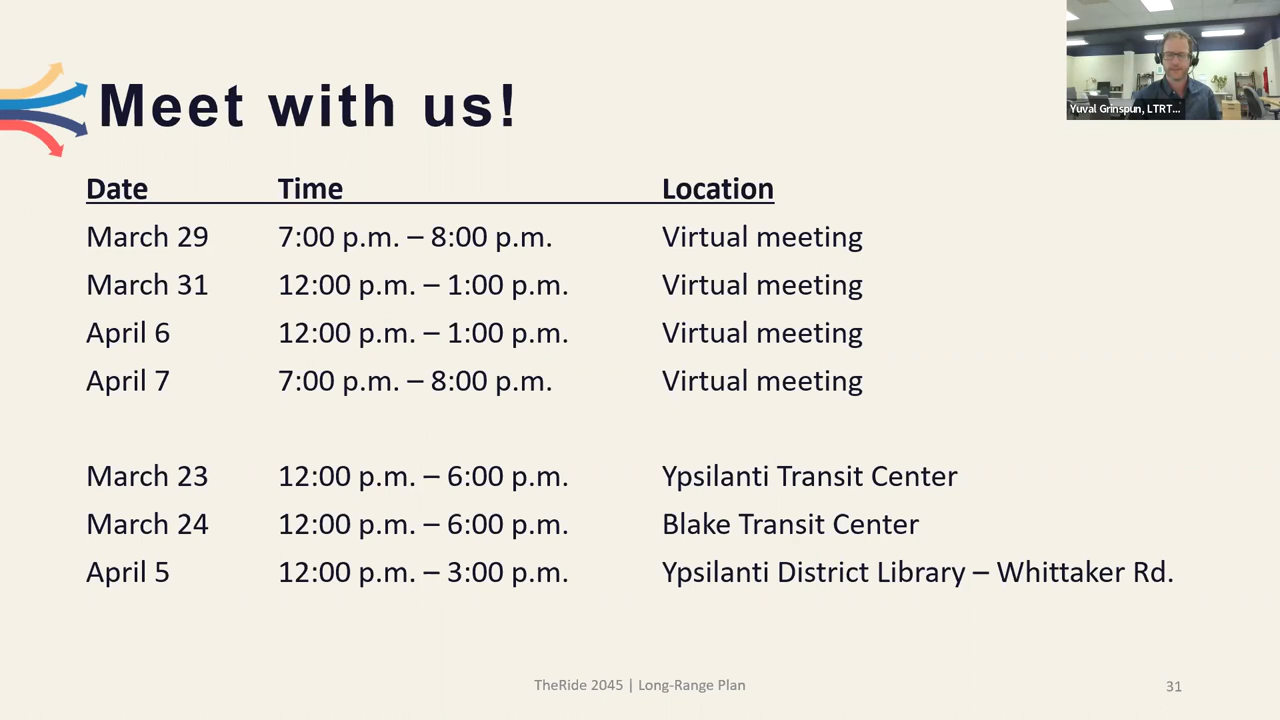 Meet with us!
Yuval Grinspun, LTRT...
Date Time Location
March 29 7:00 p.m. – 8:00 p.m. Virtual meeting
March 31 12:00 p.m. – 1:00 p.m. Virtual meeting
April 6 12:00 p.m. – 1:00 p.m. Virtual meeting
April 7 7:00 p.m. – 8:00 p.m. Virtual meeting
March 23 12:00 p.m. – 6:00 p.m. Ypsilanti Transit Center
March 24 12:00 p.m. – 6:00 p.m. Blake Transit Center
April 5 12:00 p.m. – 3:00 p.m. Ypsilanti District Library – Whittaker Rd.
TheRide 2045 | Long-Range Plan 31